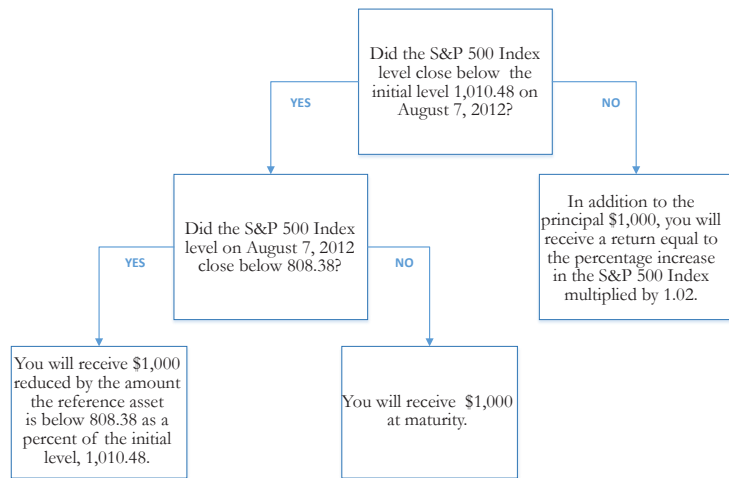 Did the S&P 500 Index
level close below the
initial level 1,010.48 on
August 7, 2012?
YES
NO
Did the S&P 500 Index
level on August 7, 2012
close below 808.38?
In addition to the
principal $1,000, you will
receive a return equal to
the percentage increase
in the S&P 500 Index
multiplied by 1.02.
YES
NO
You will receive $1,000
reduced by the amount
the reference asset
is below 808.38 as a
percent of the initial
level, 1,010.48.
You will receive $1,000
at maturity.